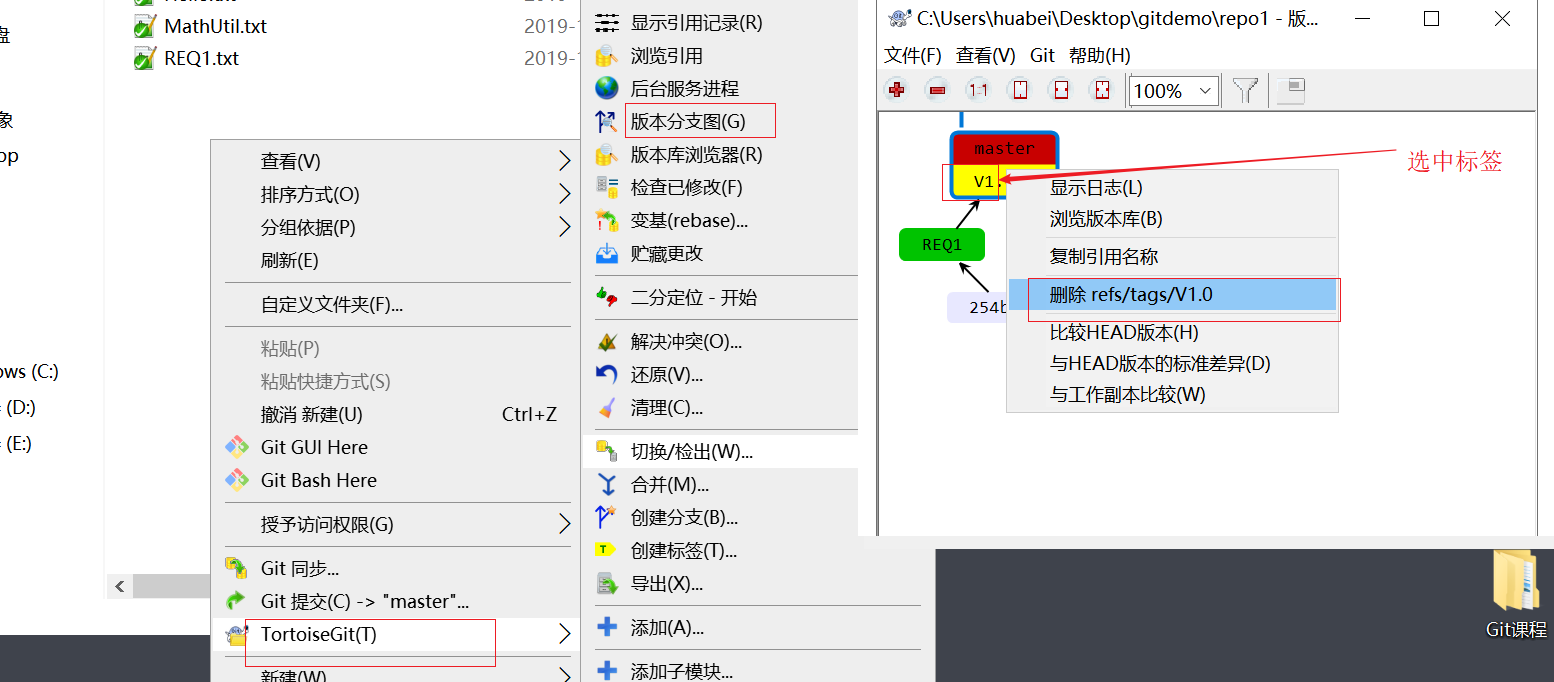 MathUtil.txt
2019-
REQ1.txt
2019-
盘
象
ows (C:)
(D:)
(E:)
查看(V)
排序方式(O)
分组依据(P)
刷新(E)
自定义文件夹(F)...
粘贴(P)
粘贴快捷方式(S)
撤消 新建(U)
Ctrl+Z
Git GUI Here
Git Bash Here
授予访问权限(G)
Git 同步...
Git 提交(C) -> "master"...
TortoiseGit(T)
新建(W)
显示引用记录(R)
浏览引用
后台服务进程
版本分支图(G)
版本库浏览器(R)
检查已修改(F)
变基(rebase)...
贮藏更改
二分定位 - 开始
解决冲突(O)...
还原(V)...
清理(C)...
切换/检出(W)...
合并(M)...
创建分支(B)...
创建标签(T)...
导出(X)...
添加(A)...
添加子模块...
C:\Users\huabei\Desktop\gitdemo\repo1 - 版...
文件(F) 查看(V) Git 帮助(H)
1:1
100%
master
V1.
REQ1
254b
显示日志(L)
浏览版本库(B)
复制引用名称
删除 refs/tags/V1.0
比较HEAD版本(H)
与HEAD版本的标准差异(D)
与工作副本比较(W)
选中标签
Git课程